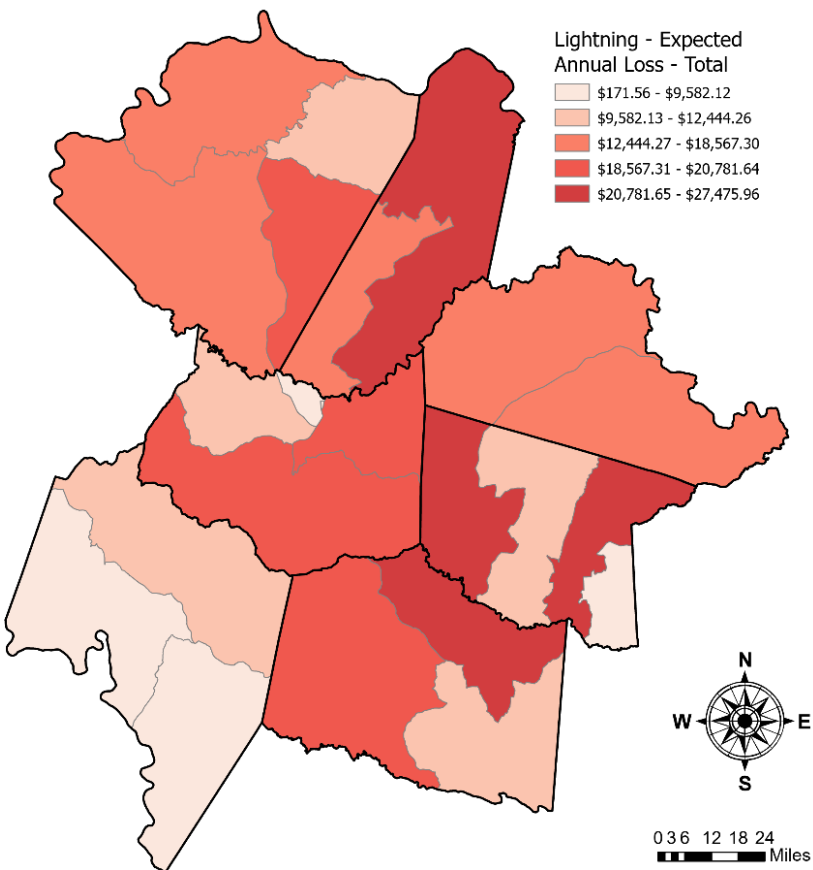 Lightning - Expected
Annual Loss - Total
$171.56 - $9,582.12
$9,582.13 - $12,444.26
$12,444.27 - $18,567.30
$18,567.31 - $20,781.64
$20,781.65 - $27,475.96
N
W E
S
0 3 6 12 18 24
Miles